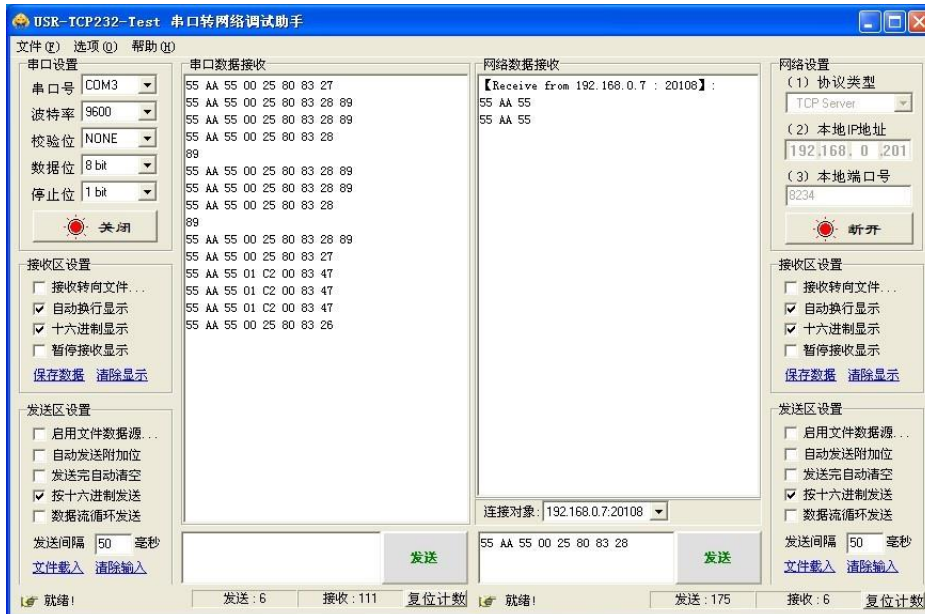 USR-TCP232-Test 串口转网络调试助手
文件(F) 选项(O) 帮助(H)
串口设置
串口号 COM3
波特率 9600
校验位 NONE
数据位 8 bit
停止位 1 bit
关闭
接收区设置
接收转向文件...
自动换行显示
十六进制显示
暂停接收显示
保存数据 清除显示
发送区设置
启用文件数据源...
自动发送附加位
发送完自动清空
按十六进制发送
数据流循环发送
发送间隔 50 毫秒
文件载入 清除输入
串口数据接收
55 AA 55 00 25 80 83 27
55 AA 55 00 25 80 83 28 89
55 AA 55 00 25 80 83 28 89
55 AA 55 00 25 80 83 28
89
55 AA 55 00 25 80 83 28 89
55 AA 55 00 25 80 83 28 89
55 AA 55 00 25 80 83 28
89
55 AA 55 00 25 80 83 28 89
55 AA 55 00 25 80 83 27
55 AA 55 01 C2 00 83 47
55 AA 55 01 C2 00 83 47
55 AA 55 01 C2 00 83 47
55 AA 55 00 25 80 83 26
发送
网络数据接收
【Receive from 192.168.0.7 : 20108】:
55 AA 55
55 AA 55
连接对象: 192.168.0.7:20108
55 AA 55 00 25 80 83 28
发送
网络设置
(1) 协议类型
TCP Server
(2) 本地IP地址
192.168. 0 .201
(3) 本地端口号
8234
断开
接收区设置
接收转向文件...
自动换行显示
十六进制显示
暂停接收显示
保存数据 清除显示
发送区设置
启用文件数据源...
自动发送附加位
发送完自动清空
按十六进制发送
数据流循环发送
发送间隔 50 毫秒
文件载入 清除输入
就绪! 发送:6 接收:111 复位计数
就绪! 发送:175 接收:6 复位计数